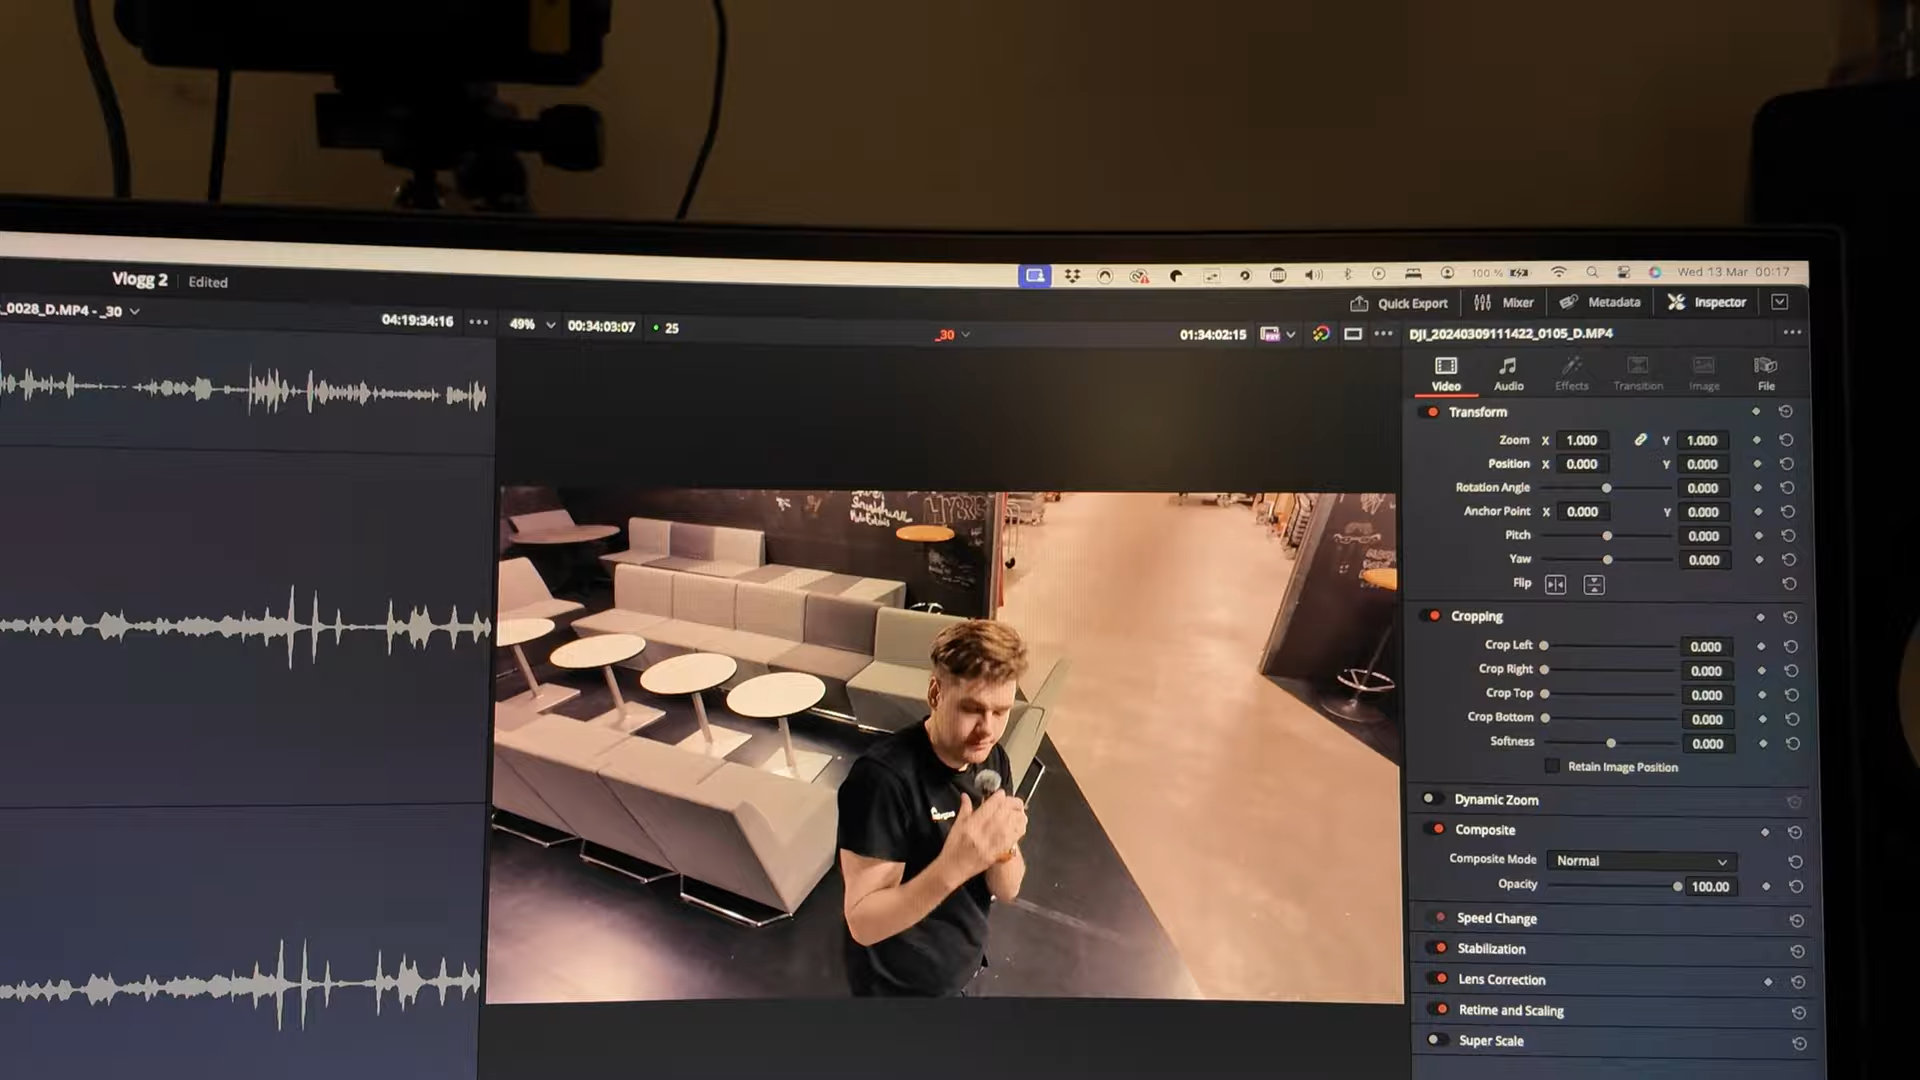 Vlogg 2 Edited
100 % Wed 13 Mar 00:17
Quick Export Mixer Metadata Inspector
_0028_D.MP4 - _30 04:19:34:16 49% 00:34:03:07 25 _30 01:34:02:15 DJI_20240309111422_0105_D.MP4
Video Audio Effects Transition Image File
Transform
Zoom X 1.000 Y 1.000
Position X 0.000 Y 0.000
Rotation Angle 0.000
Anchor Point X 0.000 Y 0.000
Pitch 0.000
Yaw 0.000
Flip
Cropping
Crop Left 0.000
Crop Right 0.000
Crop Top 0.000
Crop Bottom 0.000
Softness 0.000
Retain Image Position
Dynamic Zoom
Composite
Composite Mode Normal
Opacity 100.00
Speed Change
Stabilization
Lens Correction
Retime and Scaling
Super Scale